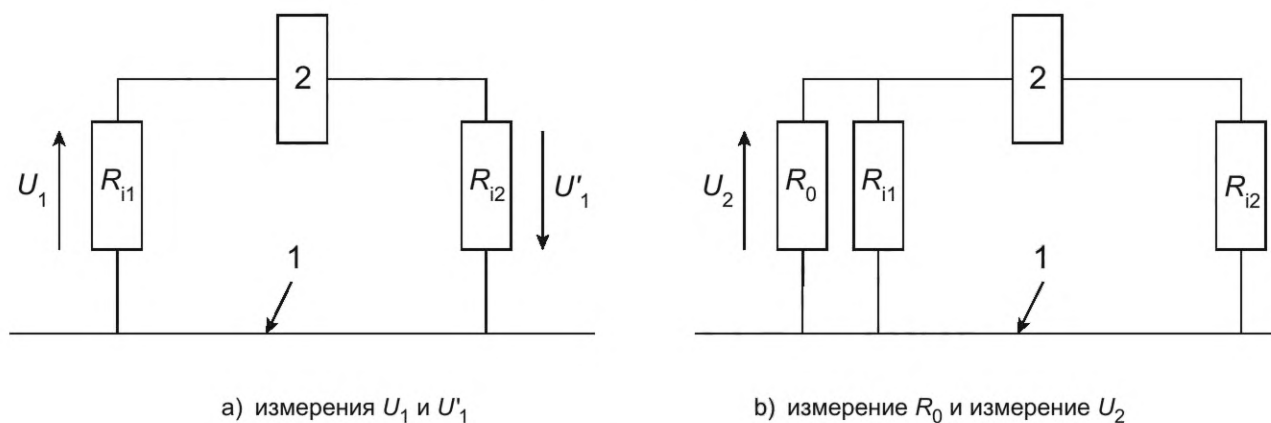 2
2
U₁
Rᵢ₁
Rᵢ₂
U'₁
U₂
R₀
Rᵢ₁
Rᵢ₂
1
1
a) измерения U₁ и U'₁
b) измерение R₀ и измерение U₂